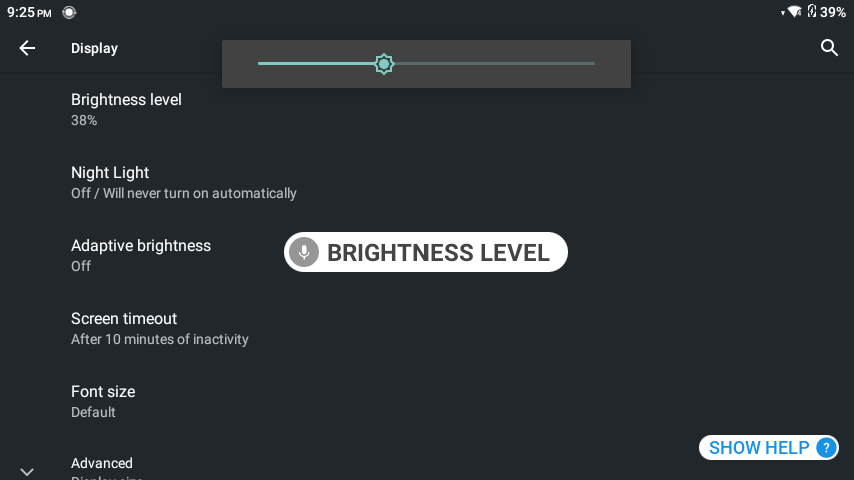 9:25 PM
39%
Display
Brightness level
38%
Night Light
Off / Will never turn on automatically
Adaptive brightness
Off
BRIGHTNESS LEVEL
Screen timeout
After 10 minutes of inactivity
Font size
Default
SHOW HELP ?
Advanced